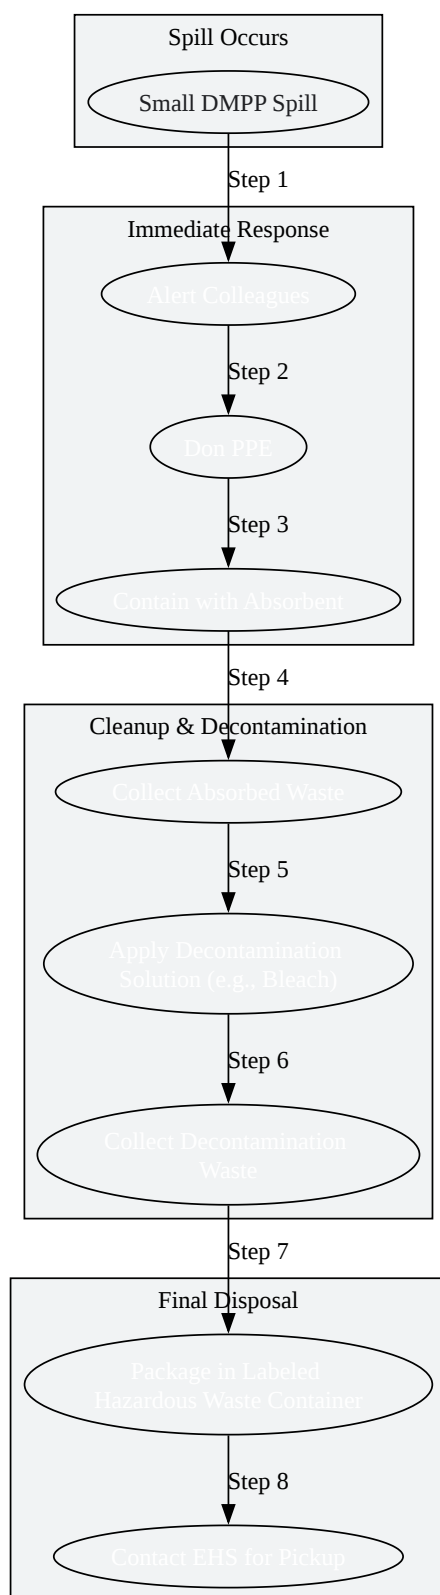 Spill Occurs
Small DMPP Spill
Step 1
Immediate Response
Alert Colleagues
Step 2
Don PPE
Step 3
Contain with Absorbent
Step 4
Cleanup & Decontamination
Collect Absorbed Waste
Step 5
Apply Decontamination
Solution (e.g., Bleach)
Step 6
Collect Decontamination
Waste
Step 7
Final Disposal
Package in Labeled
Hazardous Waste Container
Step 8
Contact EHS for Pickup